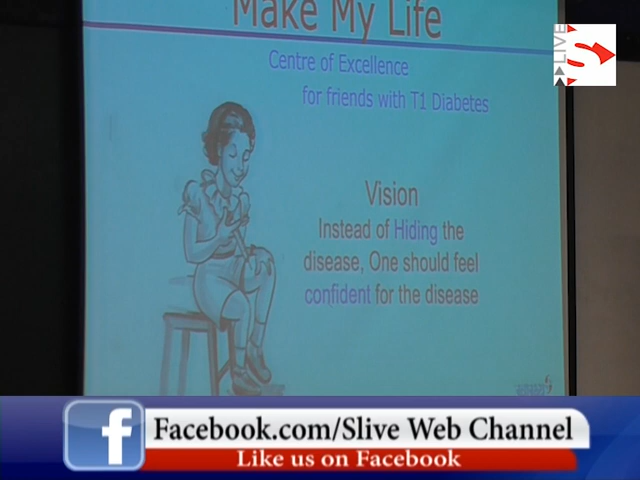 Make My Life
Centre of Excellence
for friends with T1 Diabetes
Vision
Instead of Hiding the
disease, One should feel
confident for the disease
LIVE
f Facebook.com/Slive Web Channel
Like us on Facebook